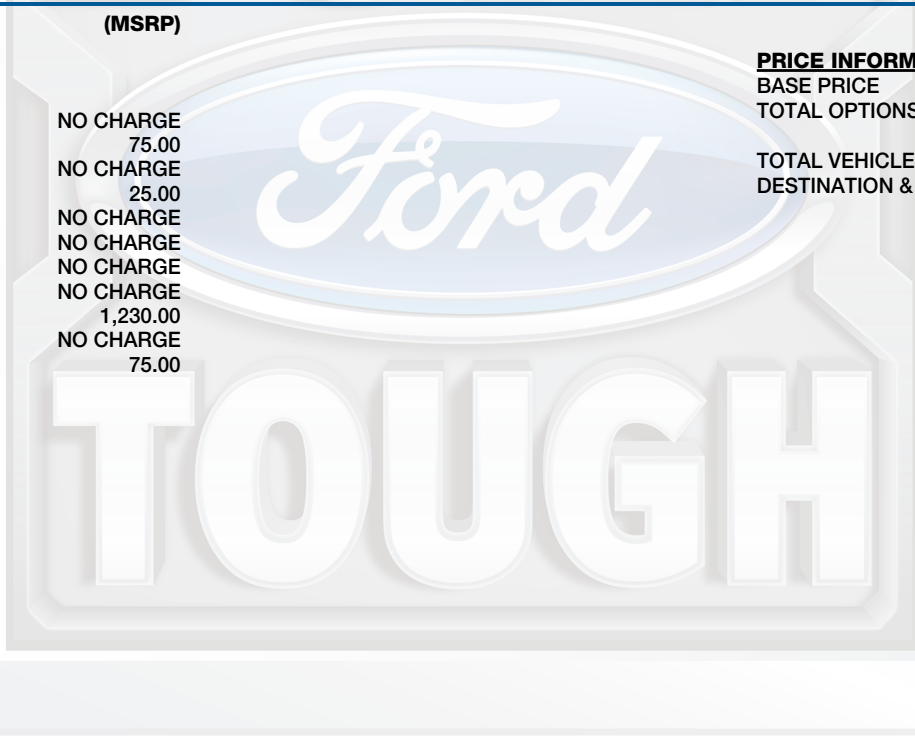 (MSRP)
NO CHARGE
75.00
NO CHARGE
25.00
NO CHARGE
NO CHARGE
NO CHARGE
NO CHARGE
1,230.00
NO CHARGE
75.00
PRICE INFORM
BASE PRICE
TOTAL OPTIONS
TOTAL VEHICLE
DESTINATION &
Ford
TOUGH